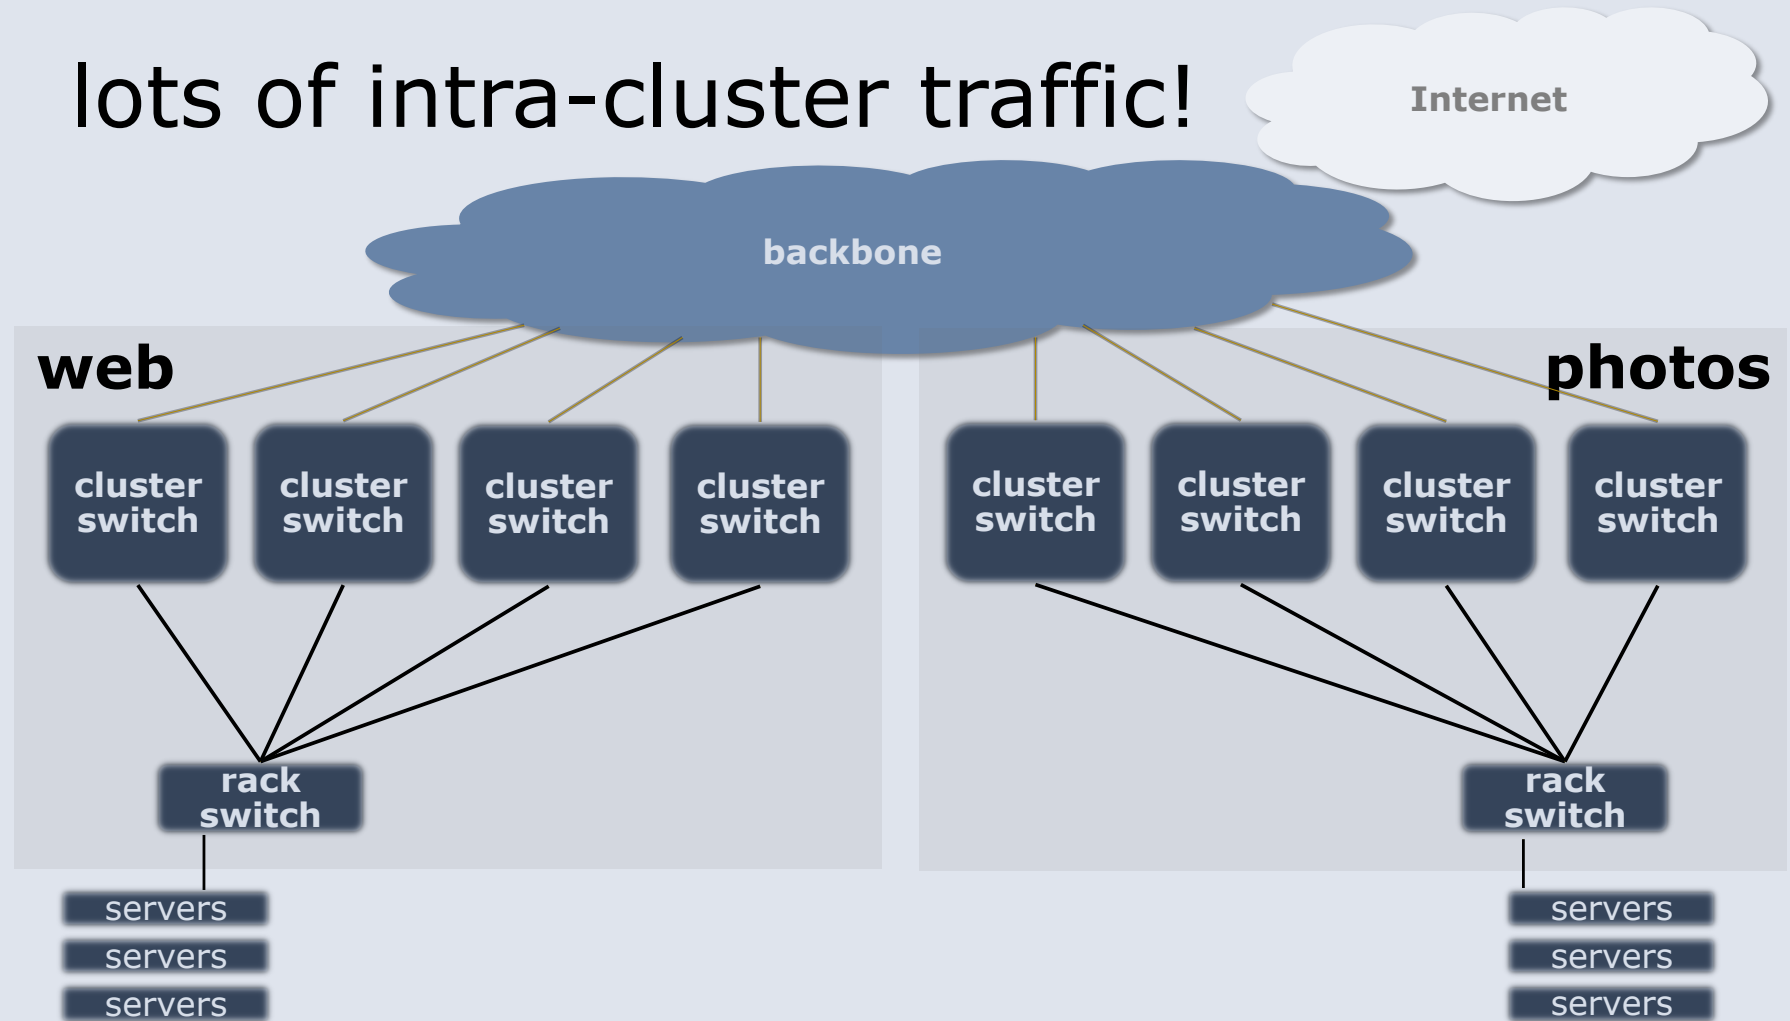 lots of intra-cluster traffic!
Internet
backbone
web
photos
cluster
switch
cluster
switch
cluster
switch
cluster
switch
cluster
switch
cluster
switch
cluster
switch
cluster
switch
rack
switch
rack
switch
servers
servers
servers
servers
servers
servers